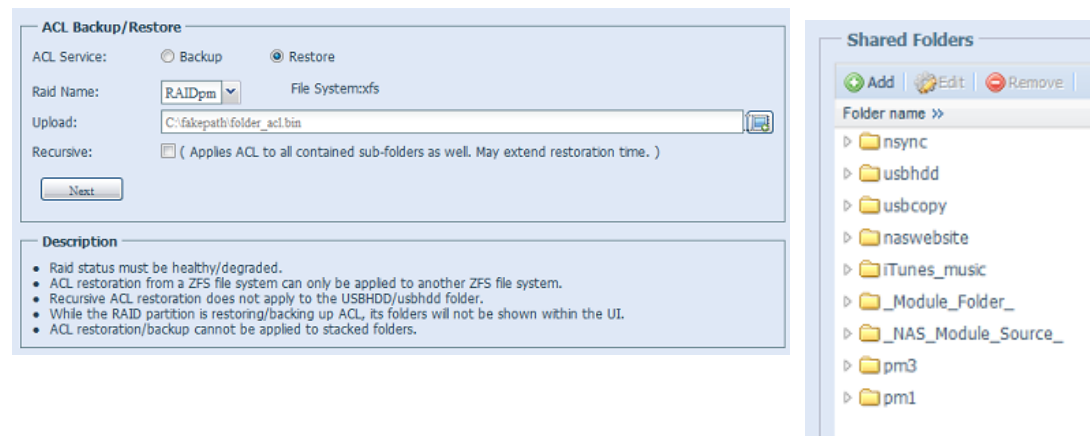 ACL Backup/Restore
ACL Service: Backup Restore
Raid Name: RAIDpm File System:xfs
Upload: C:\fakepath\folder_acl.bin
Recursive: ( Applies ACL to all contained sub-folders as well. May extend restoration time. )
Next
Description
Raid status must be healthy/degraded.
ACL restoration from a ZFS file system can only be applied to another ZFS file system.
Recursive ACL restoration does not apply to the USBHDD/usbhdd folder.
While the RAID partition is restoring/backing up ACL, its folders will not be shown within the UI.
ACL restoration/backup cannot be applied to stacked folders.
Shared Folders
Add Edit Remove
Folder name »
nsync
usbhdd
usbcopy
naswebsite
iTunes_music
_Module_Folder_
_NAS_Module_Source_
pm3
pm1